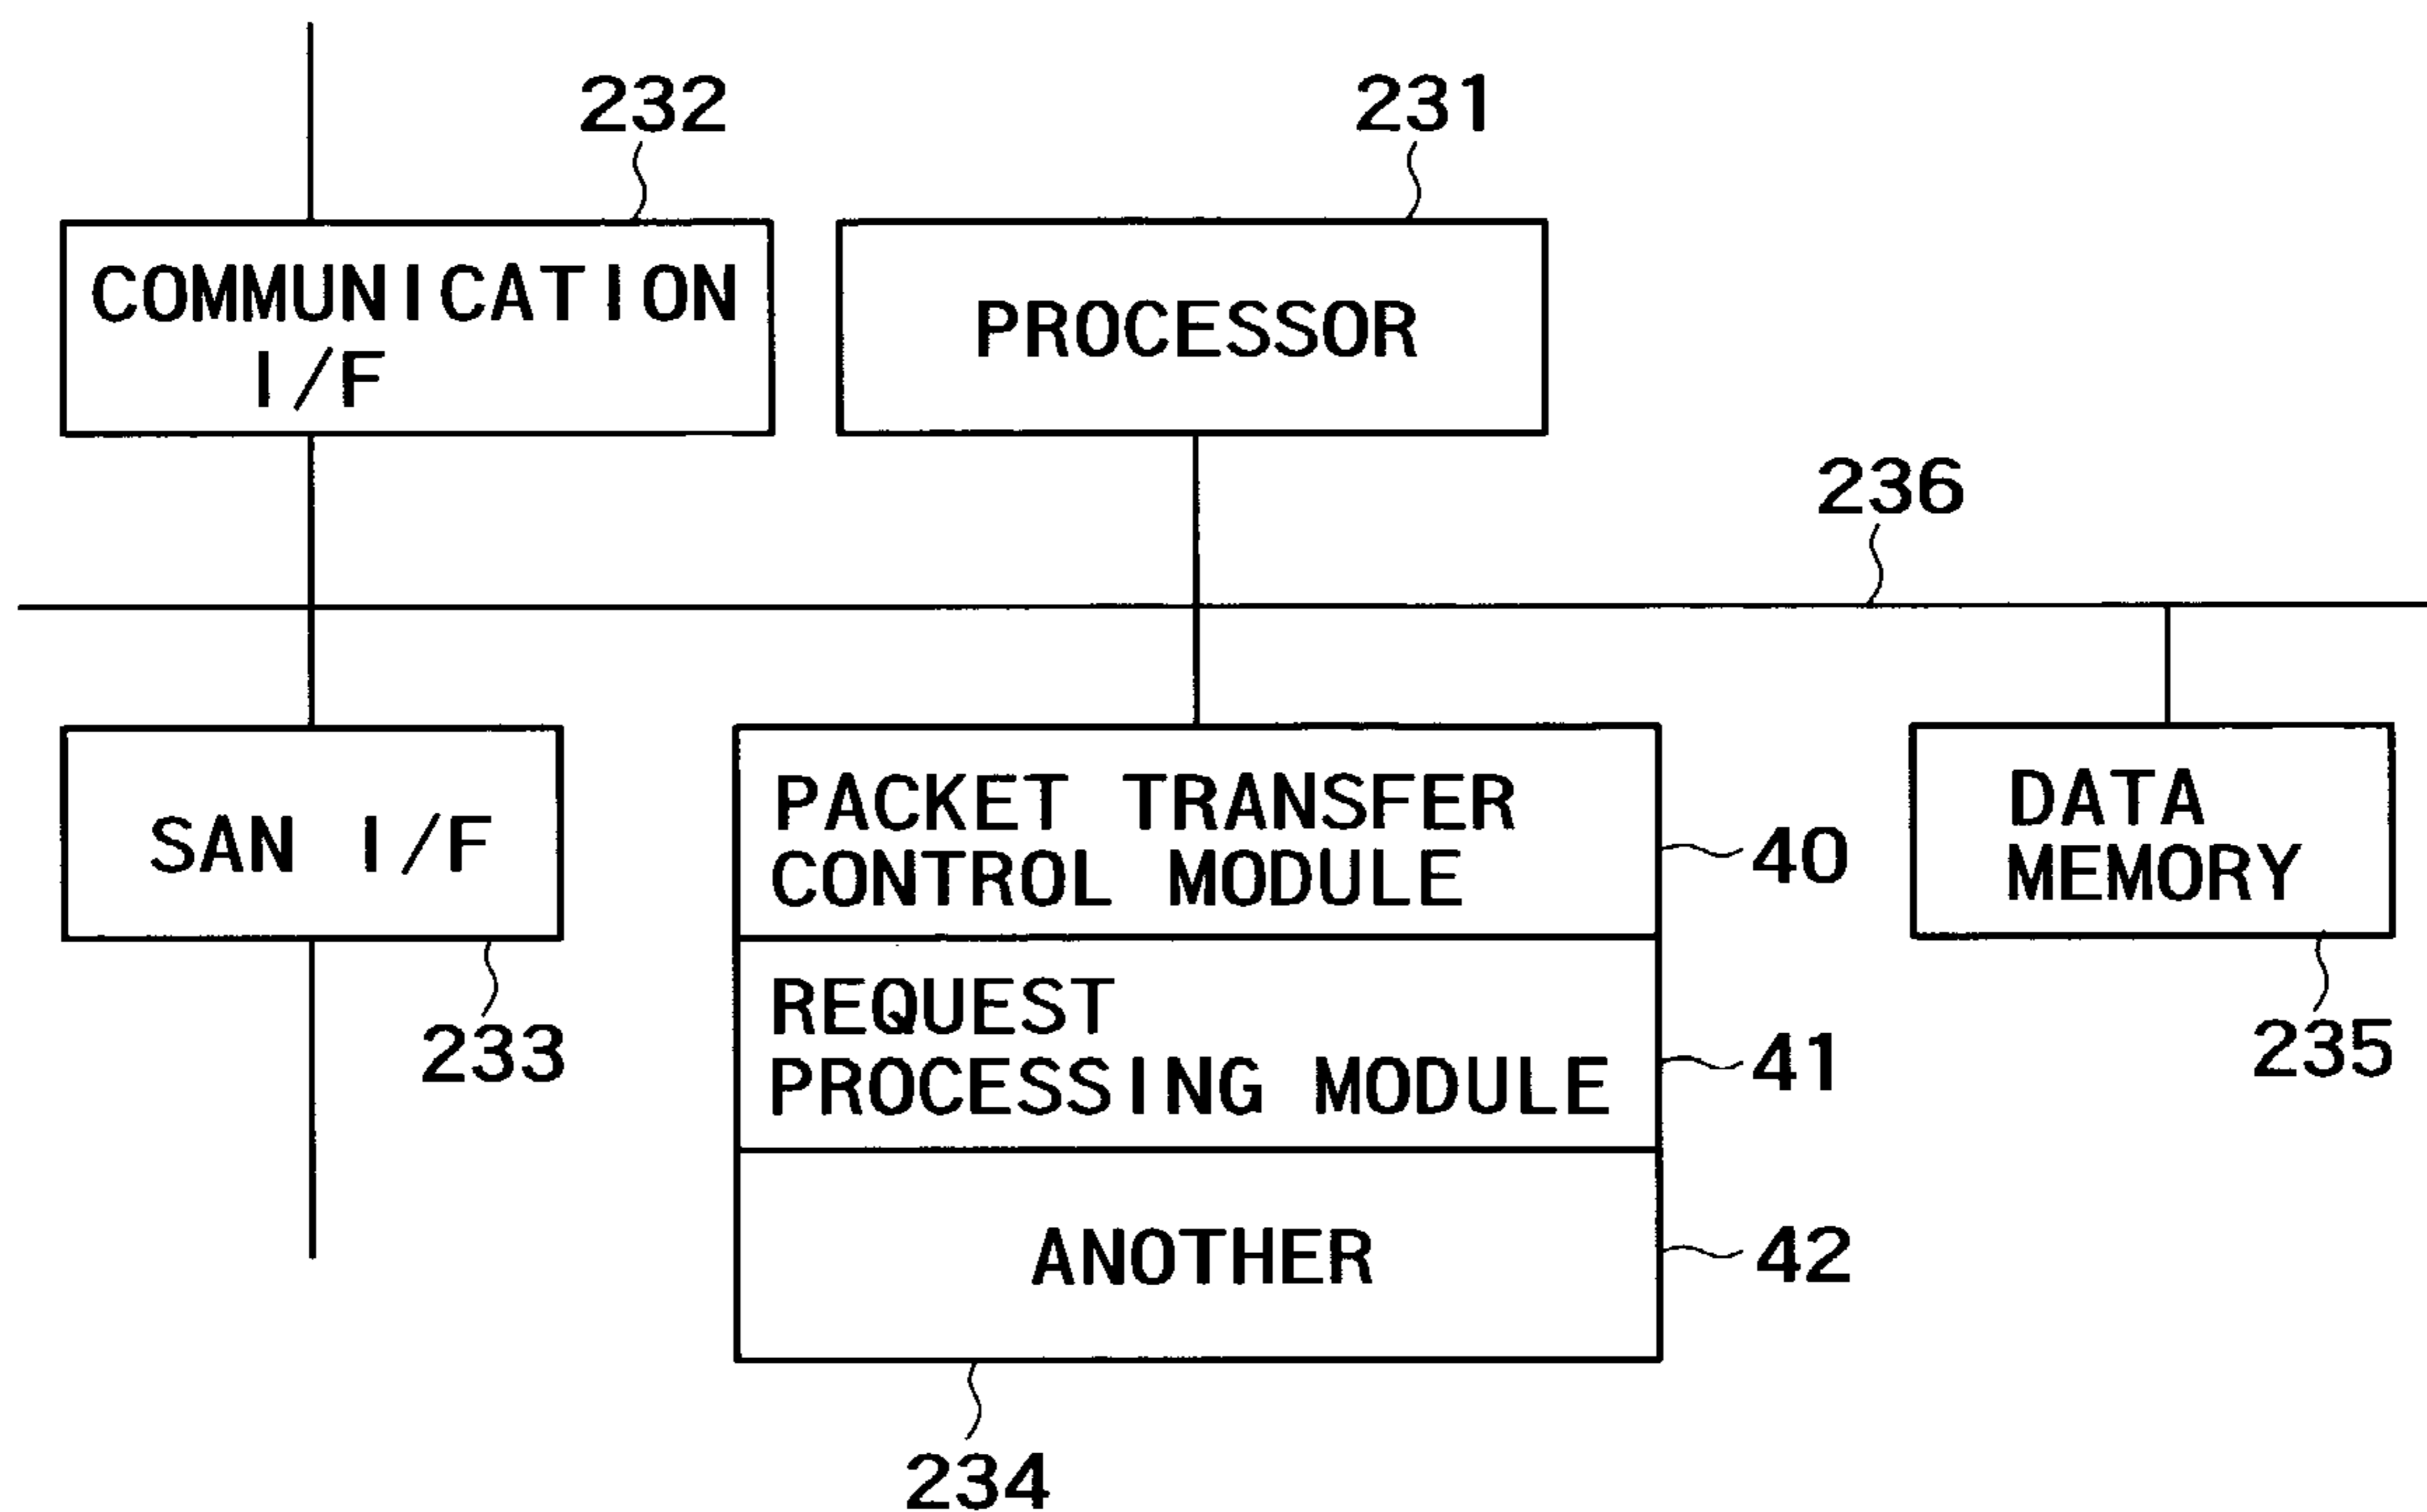 232
231
COMMUNICATION
I/F
PROCESSOR
236
SAN I/F
233
PACKET TRANSFER
CONTROL MODULE
40
REQUEST
PROCESSING MODULE
41
ANOTHER
42
234
DATA
MEMORY
235